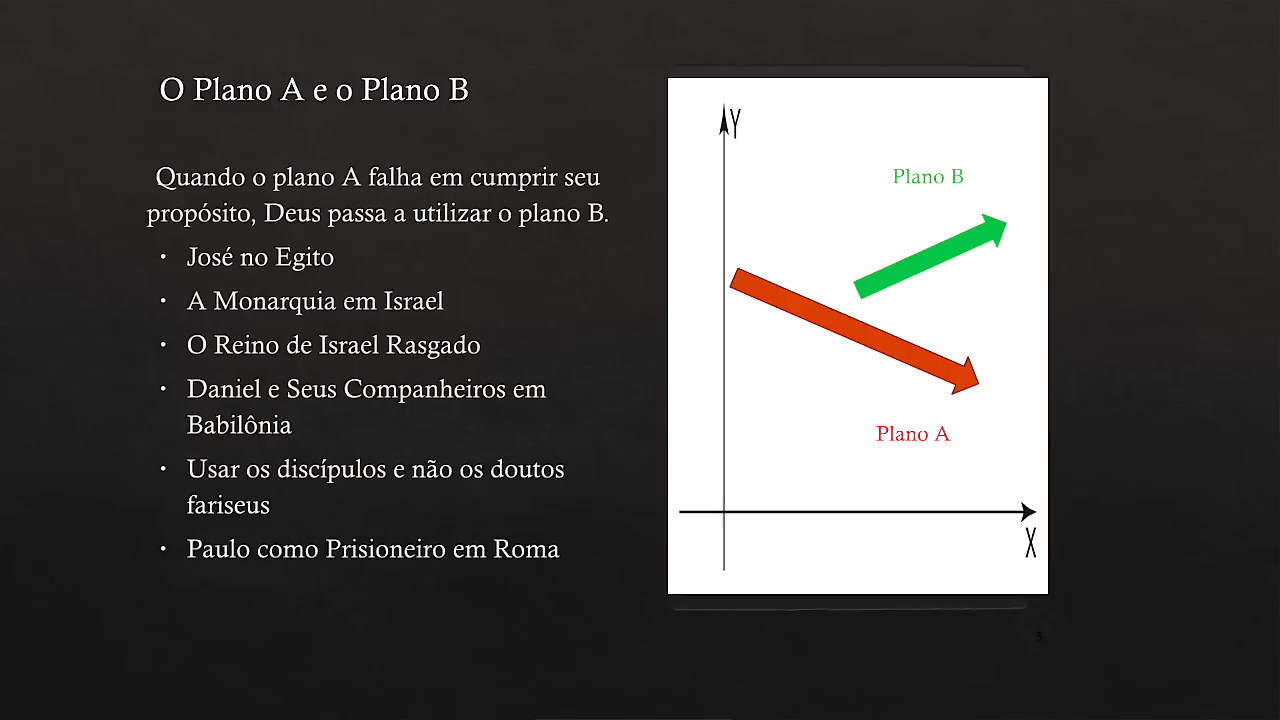 O Plano A e o Plano B
Quando o plano A falha em cumprir seu
propósito, Deus passa a utilizar o plano B.
• José no Egito
• A Monarquia em Israel
• O Reino de Israel Rasgado
• Daniel e Seus Companheiros em
Babilônia
• Usar os discípulos e não os doutos
fariseus
• Paulo como Prisioneiro em Roma
Y
Plano B
Plano A
X
5